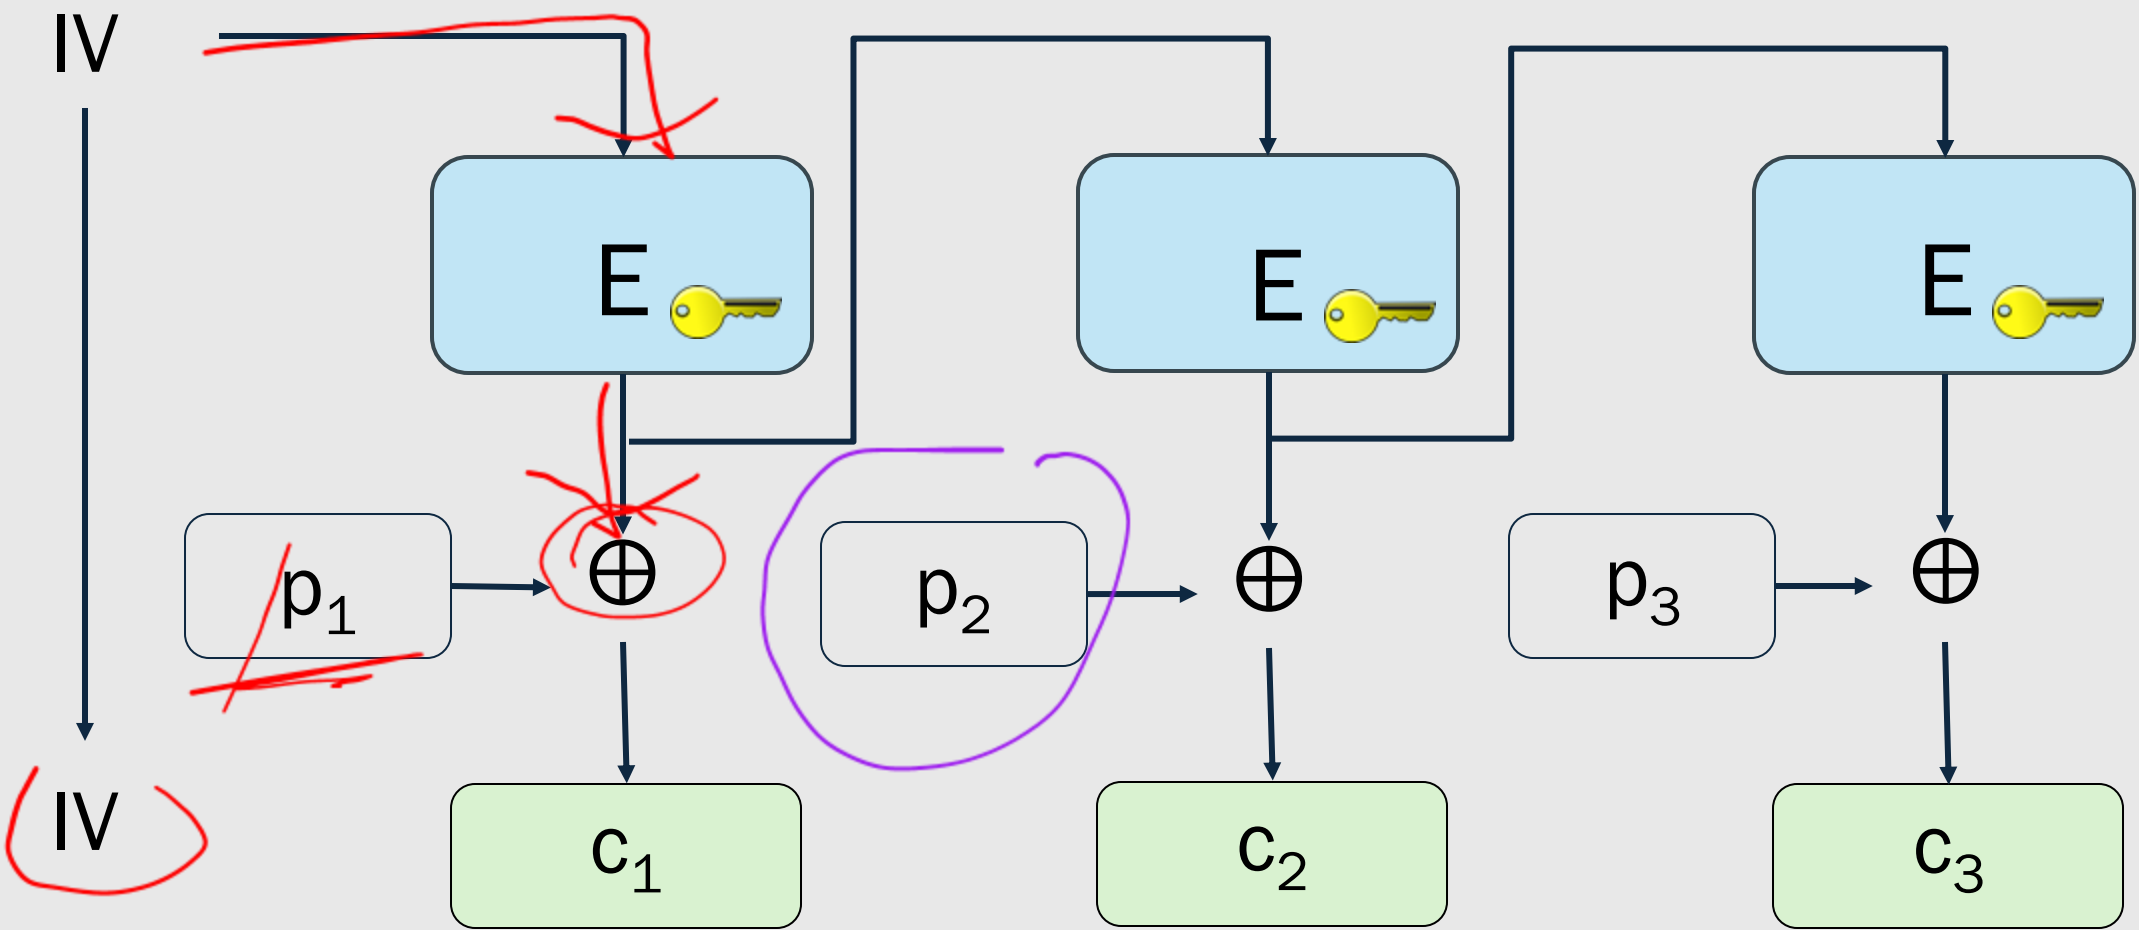 IV
E E E
p₁ p₂ p₃
IV c₁ c₂ c₃